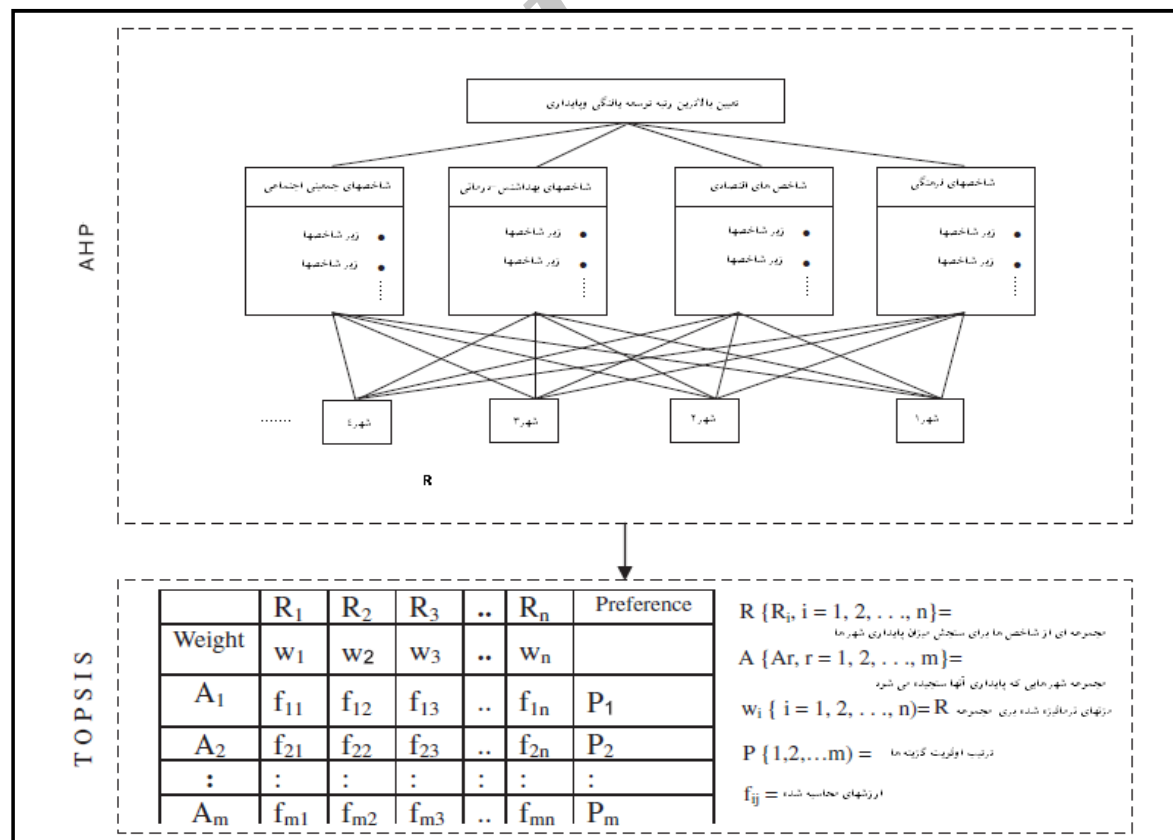 تعیین بالاترین رتبه توسعه یافتگی وپایداری
شاخصهای فرهنگی
زیر شاخصها
زیر شاخصها
......
شاخص های اقتصادی
زیر شاخصها
زیر شاخصها
......
شاخصهای بهداشتی-درمانی
زیر شاخصها
زیر شاخصها
......
شاخصهای جمعیتی اجتماعی
زیر شاخصها
زیر شاخصها
......
شهر۱
شهر۲
شهر۳
شهر٤
.......
R
AHP
TOPSIS
R₁ R₂ R₃ .. Rₙ Preference
Weight w₁ w2 w₃ .. wₙ
A₁ f₁₁ f₁₂ f₁₃ .. f₁ₙ P₁
A₂ f₂₁ f₂₂ f₂₃ .. f₂ₙ P₂
: : : : : : :
Aₘ fₘ₁ fₘ₂ fₘ₃ .. fₘₙ Pₘ
R {Rᵢ, i = 1, 2, . . ., n}=
مجموعه ای از شاخص ها برای سنجش میزان پایداری شهرها
A {Ar, r = 1, 2, . . ., m}=
مجموعه شهرهایی که پایداری آنها سنجیده می شود
wᵢ { i = 1, 2, . . ., n)= وزنهای نرمالیزه شده بری مجموعه R
P {1,2,…m) = ترتیب اولویت گزینه ها
fᵢⱼ = ارزشهای محاسبه شده